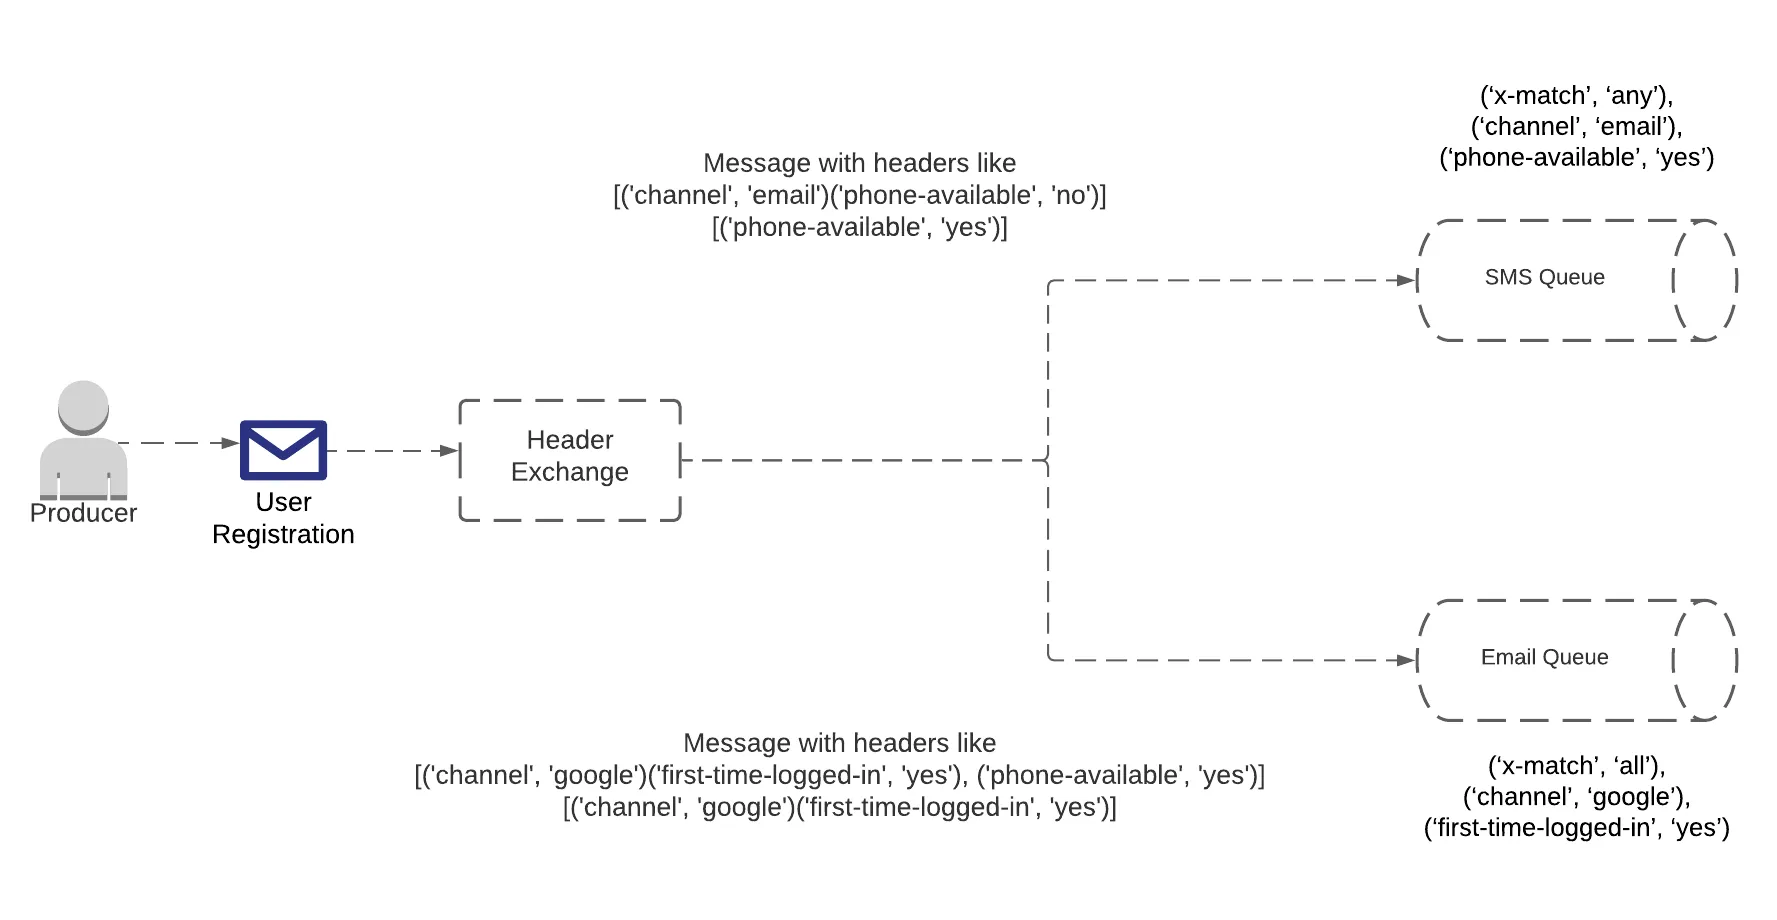 (‘x-match’, ‘any’),
(‘channel’, ‘email’),
(‘phone-available’, ‘yes’)
Message with headers like
[('channel', 'email')('phone-available', 'no')]
[('phone-available', 'yes')]
SMS Queue
Header
Exchange
Producer
User
Registration
Email Queue
Message with headers like
[('channel', 'google')('first-time-logged-in', 'yes'), ('phone-available', 'yes')]
[('channel', 'google')('first-time-logged-in', 'yes')]
(‘x-match’, ‘all’),
(‘channel’, ‘google’),
(‘first-time-logged-in’, ‘yes’)